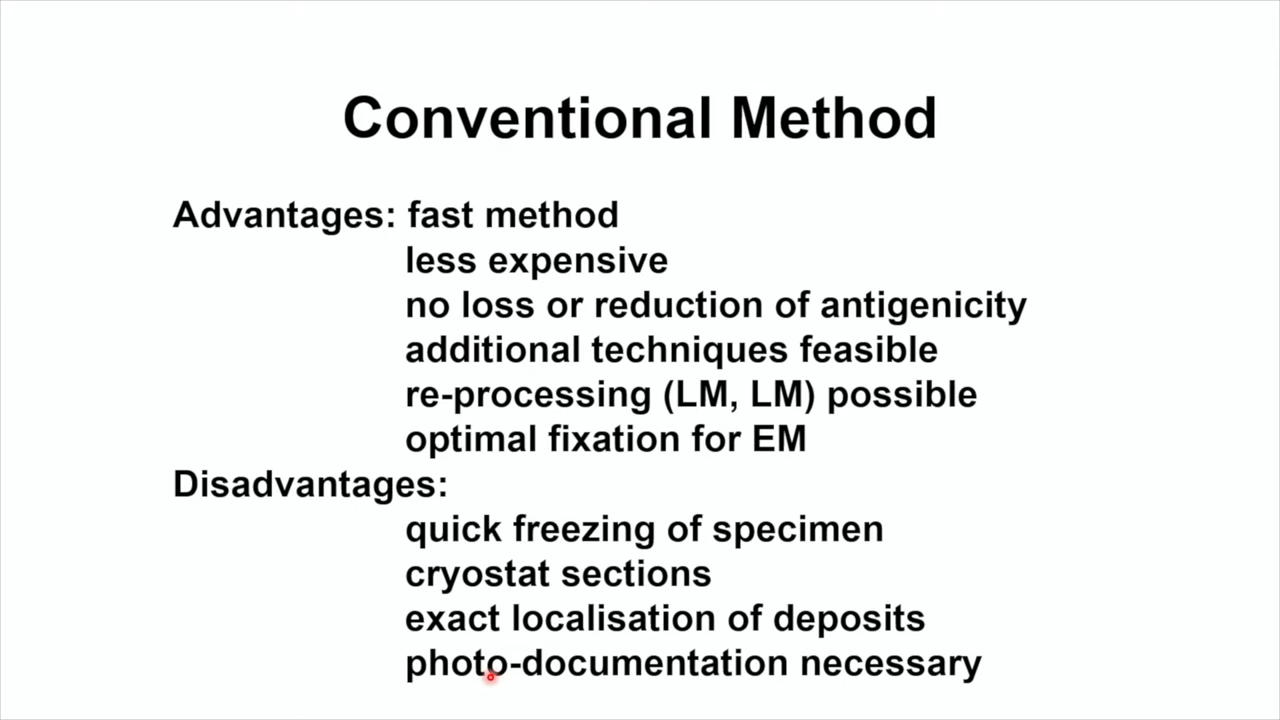 Conventional Method
Advantages: fast method
less expensive
no loss or reduction of antigenicity
additional techniques feasible
re-processing (LM, LM) possible
optimal fixation for EM
Disadvantages:
quick freezing of specimen
cryostat sections
exact localisation of deposits
photo-documentation necessary